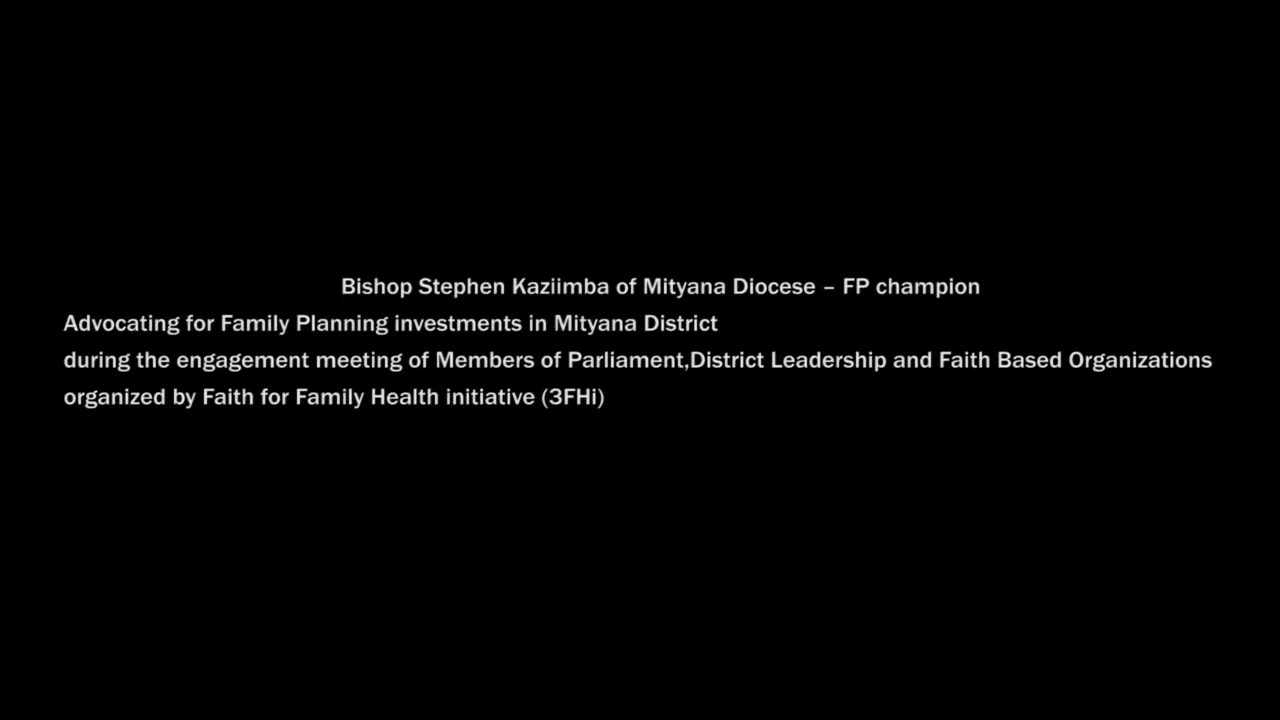 Bishop Stephen Kaziimba of Mityana Diocese – FP champion
Advocating for Family Planning investments in Mityana District
during the engagement meeting of Members of Parliament,District Leadership and Faith Based Organizations
organized by Faith for Family Health initiative (3FHi)